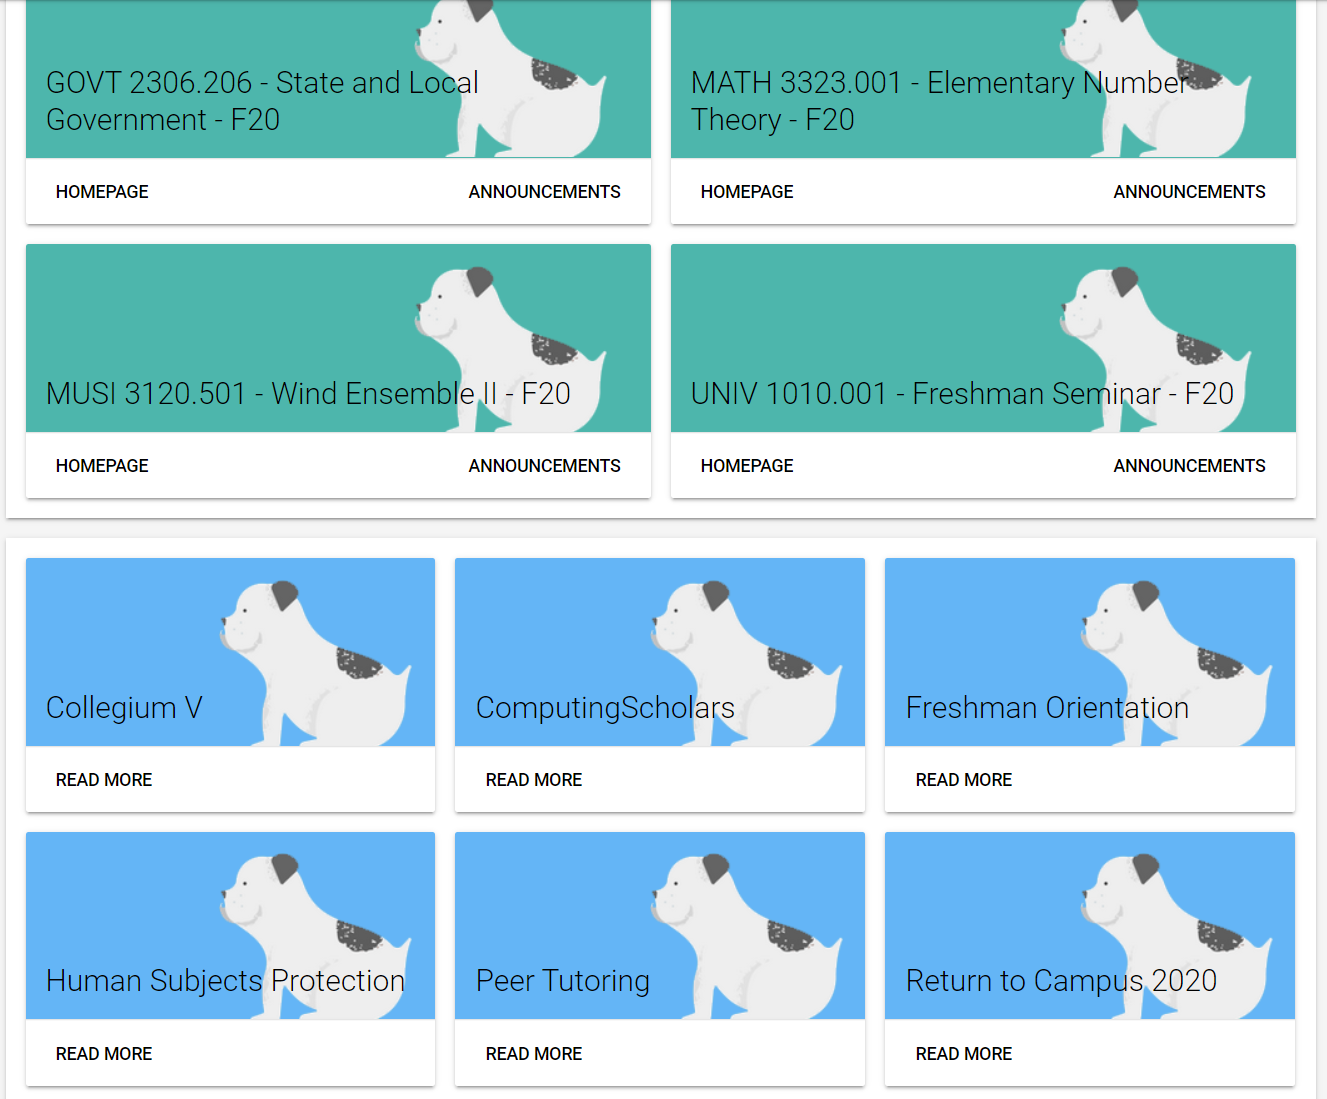 GOVT 2306.206 - State and Local
Government - F20
HOMEPAGE
ANNOUNCEMENTS
MATH 3323.001 - Elementary Number
Theory - F20
HOMEPAGE
ANNOUNCEMENTS
MUSI 3120.501 - Wind Ensemble II - F20
HOMEPAGE
ANNOUNCEMENTS
UNIV 1010.001 - Freshman Seminar - F20
HOMEPAGE
ANNOUNCEMENTS
Collegium V
READ MORE
ComputingScholars
READ MORE
Freshman Orientation
READ MORE
Human Subjects Protection
READ MORE
Peer Tutoring
READ MORE
Return to Campus 2020
READ MORE